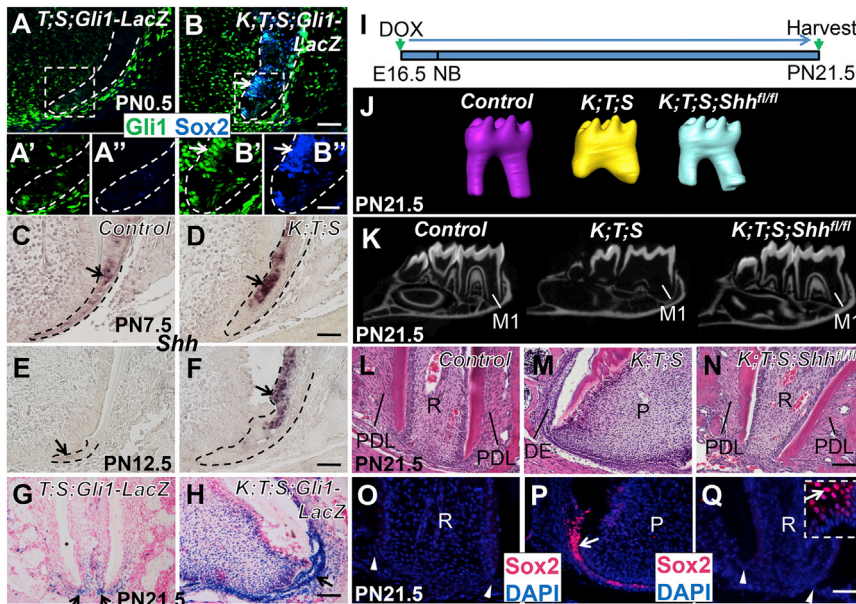 A T;S;Gli1-LacZ
PN0.5
B K;T;S;Gli1-
LacZ
Gli1 Sox2
A' A'' B' B''
C Control
PN7.5
D K;T;S
Shh
E
PN12.5
F
G T;S;Gli1-LacZ
PN21.5
H K;T;S;Gli1-
LacZ
I
DOX Harvest
E16.5 NB PN21.5
J Control K;T;S K;T;S;Shhfl/fl
PN21.5
K Control K;T;S K;T;S;Shhfl/fl
M1 M1 M1
PN21.5
L Control
R
PDL PDL
PN21.5
M K;T;S
P
DE
N K;T;S;Shhfl/fl
R
PDL PDL
O
R
PN21.5
P
P
Sox2
DAPI
Q
R
Sox2
DAPI